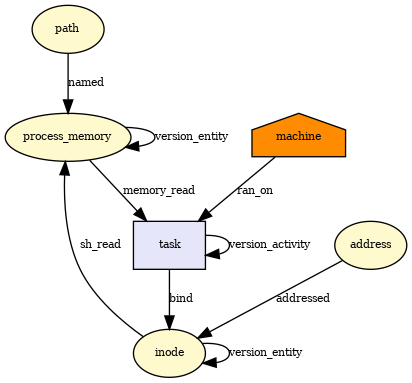 path
named
process_memory
version_entity
machine
memory_read
ran_on
sh_read
task
version_activity
address
bind
addressed
inode
version_entity